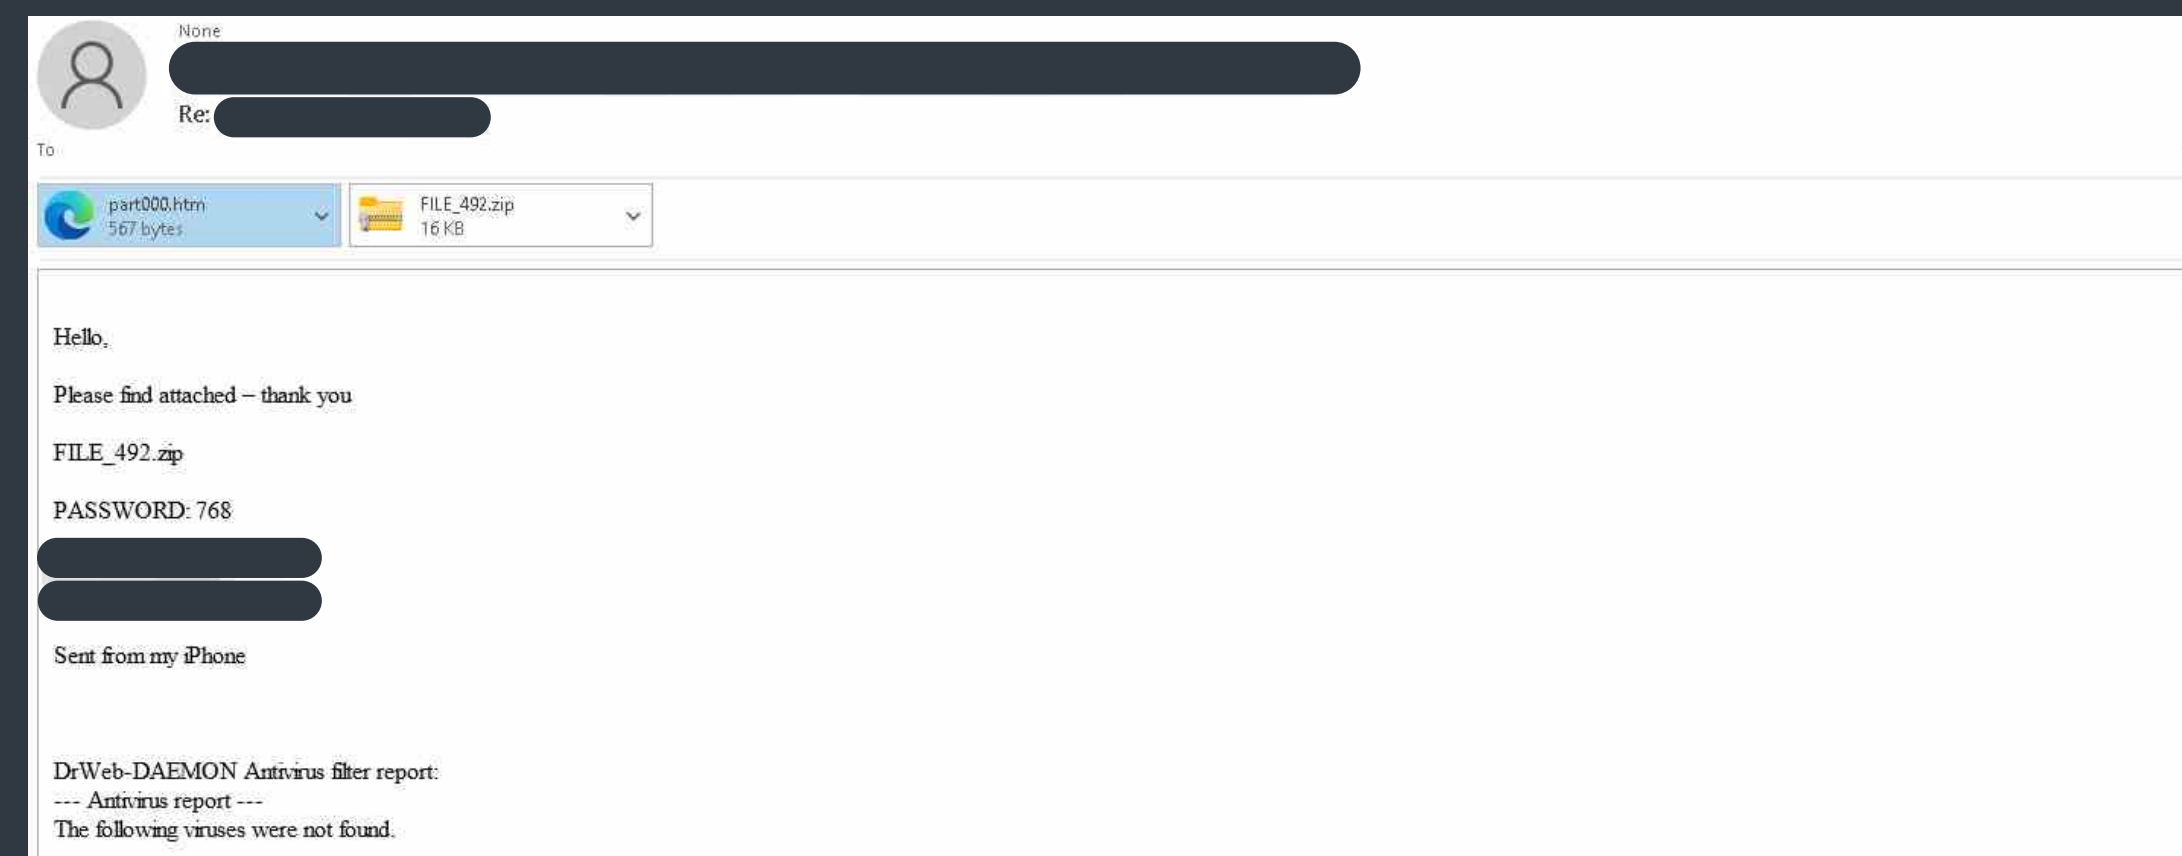 None
Re:
To
part000.htm
567 bytes
FILE_492.zip
16 KB
Hello,
Please find attached – thank you
FILE_492.zip
PASSWORD: 768
Sent from my iPhone
DrWeb-DAEMON Antivirus filter report:
--- Antivirus report ---
The following viruses were not found.